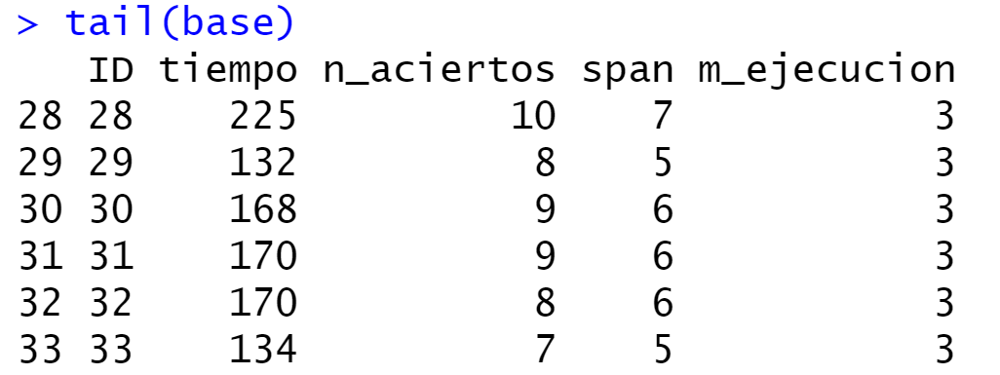 > tail(base)
ID tiempo n_aciertos span m_ejecucion
28 28 225 10 7 3
29 29 132 8 5 3
30 30 168 9 6 3
31 31 170 9 6 3
32 32 170 8 6 3
33 33 134 7 5 3